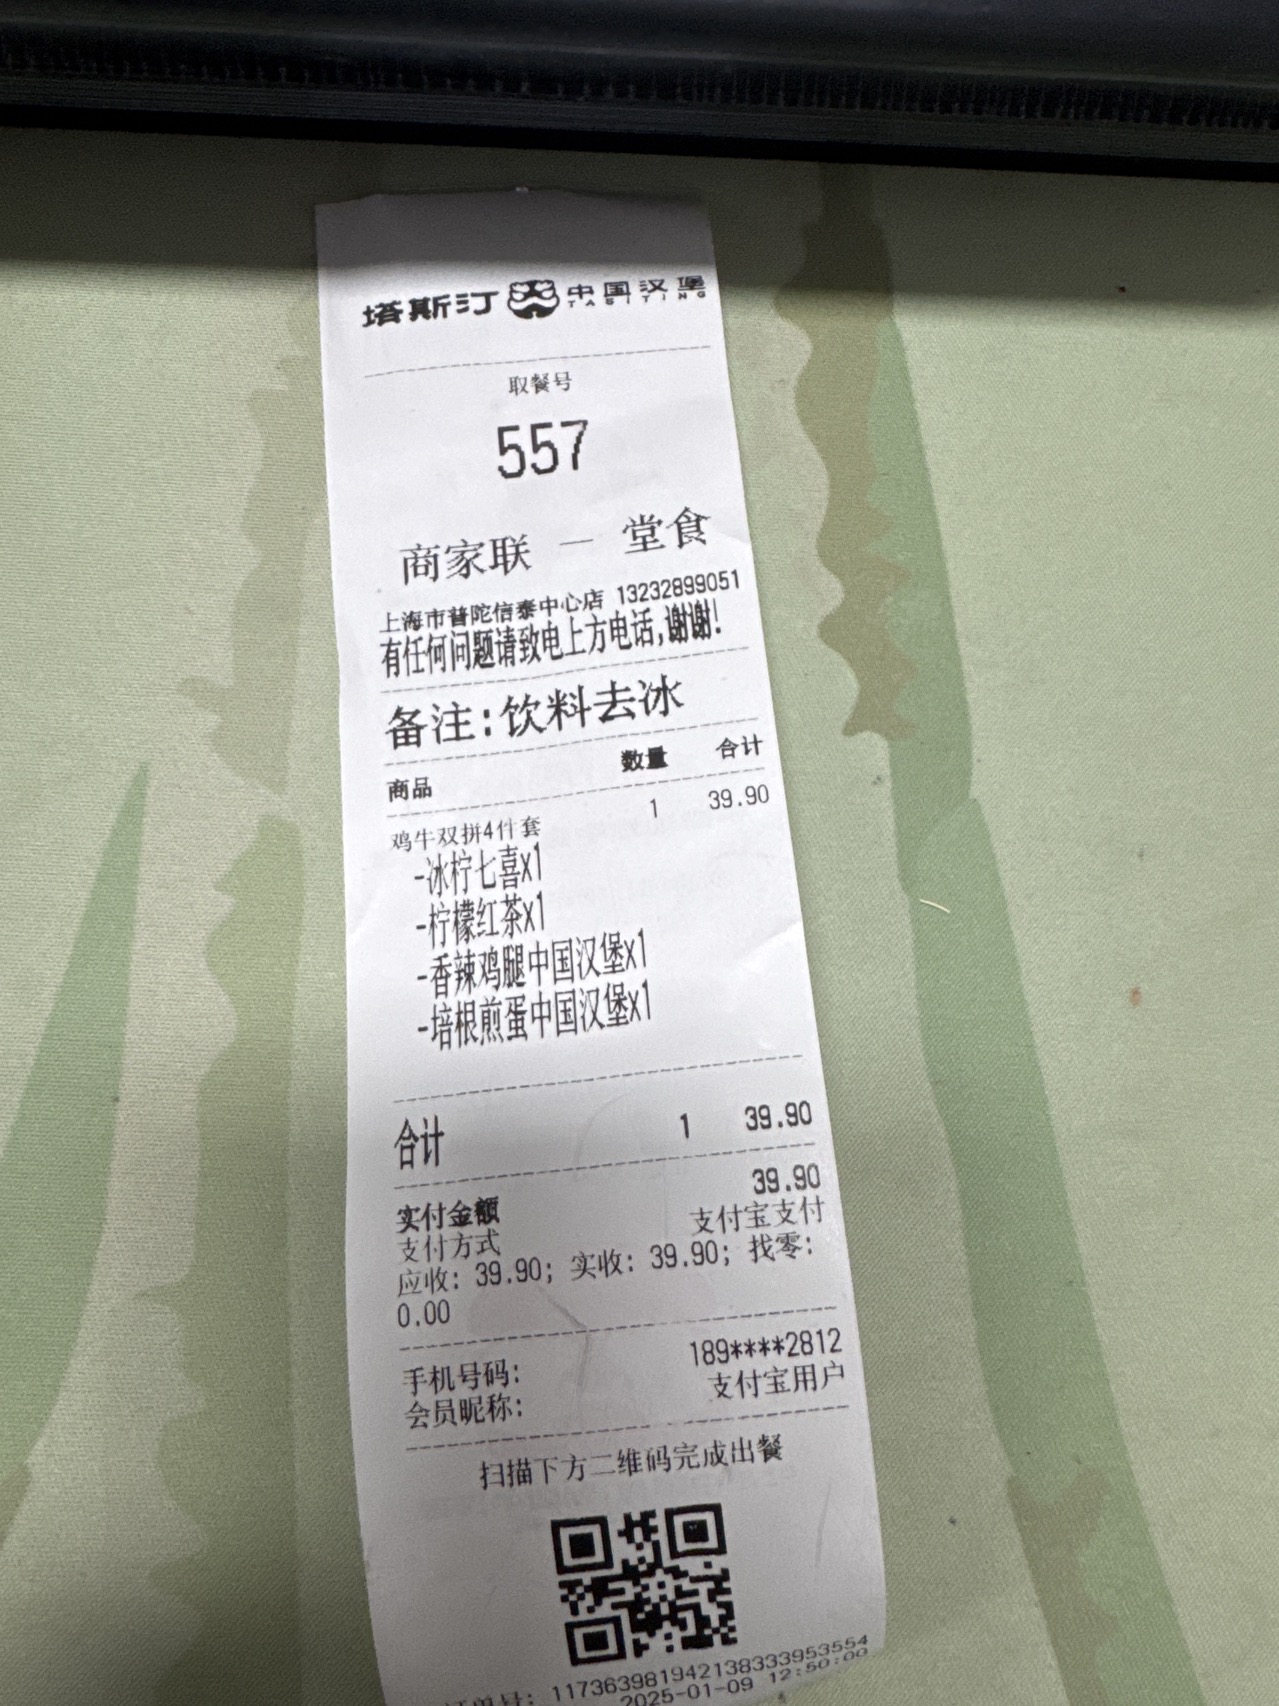 塔斯汀 中国汉堡
TASITING
取餐号
557
商家联 — 堂食
上海市普陀信泰中心店 13232899051
有任何问题请致电上方电话,谢谢!
备注:饮料去冰
商品 数量 合计
鸡牛双拼4件套 1 39.90
-冰柠七喜x1
-柠檬红茶x1
-香辣鸡腿中国汉堡x1
-培根煎蛋中国汉堡x1
合计 1 39.90
实付金额 39.90
支付方式 支付宝支付
应收: 39.90; 实收: 39.90; 找零:
0.00
手机号码: 189****2812
会员昵称: 支付宝用户
扫描下方二维码完成出餐
单号: 11736398194213833395​3554
2025-01-09 12:50:00